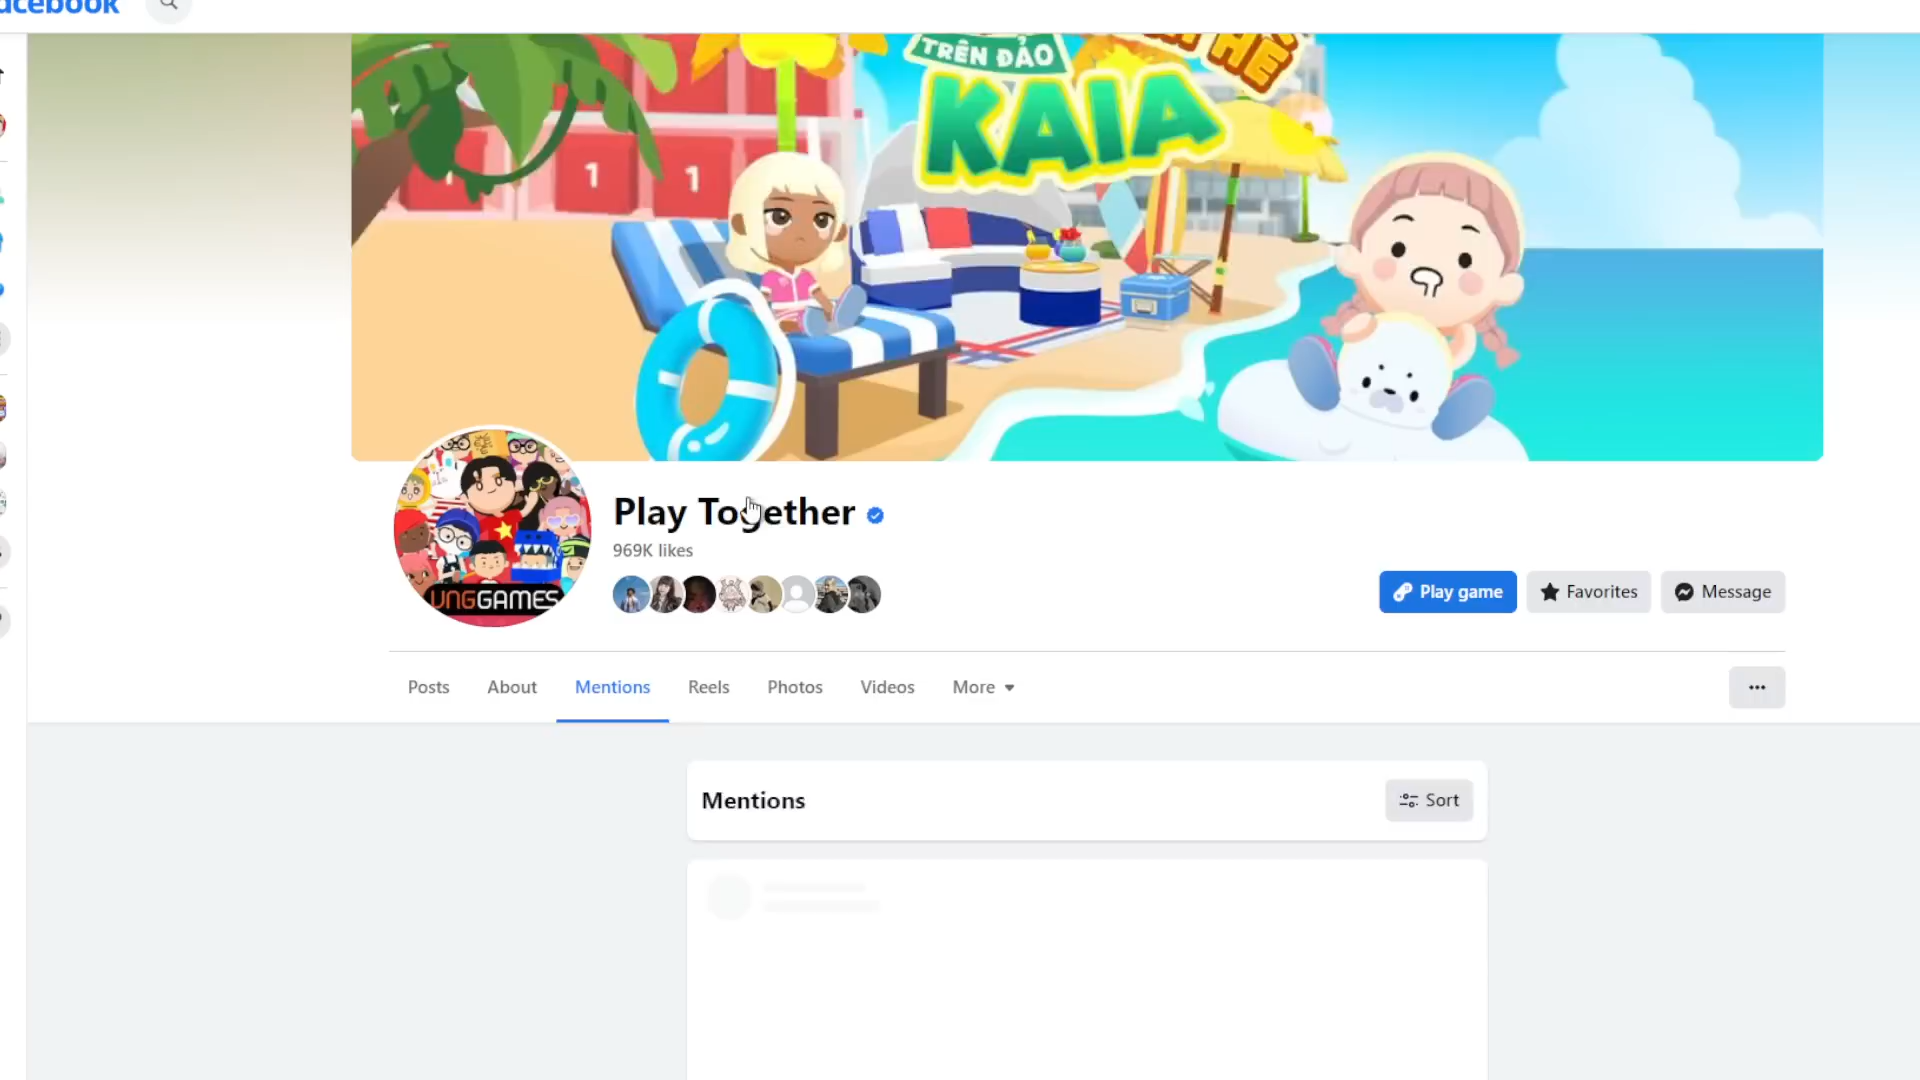 TRÊN ĐẢO
KAIA
1
1
Play Together
969K likes
VNGGAMES
Play game
Favorites
Message
Posts
About
Mentions
Reels
Photos
Videos
More
Mentions
Sort